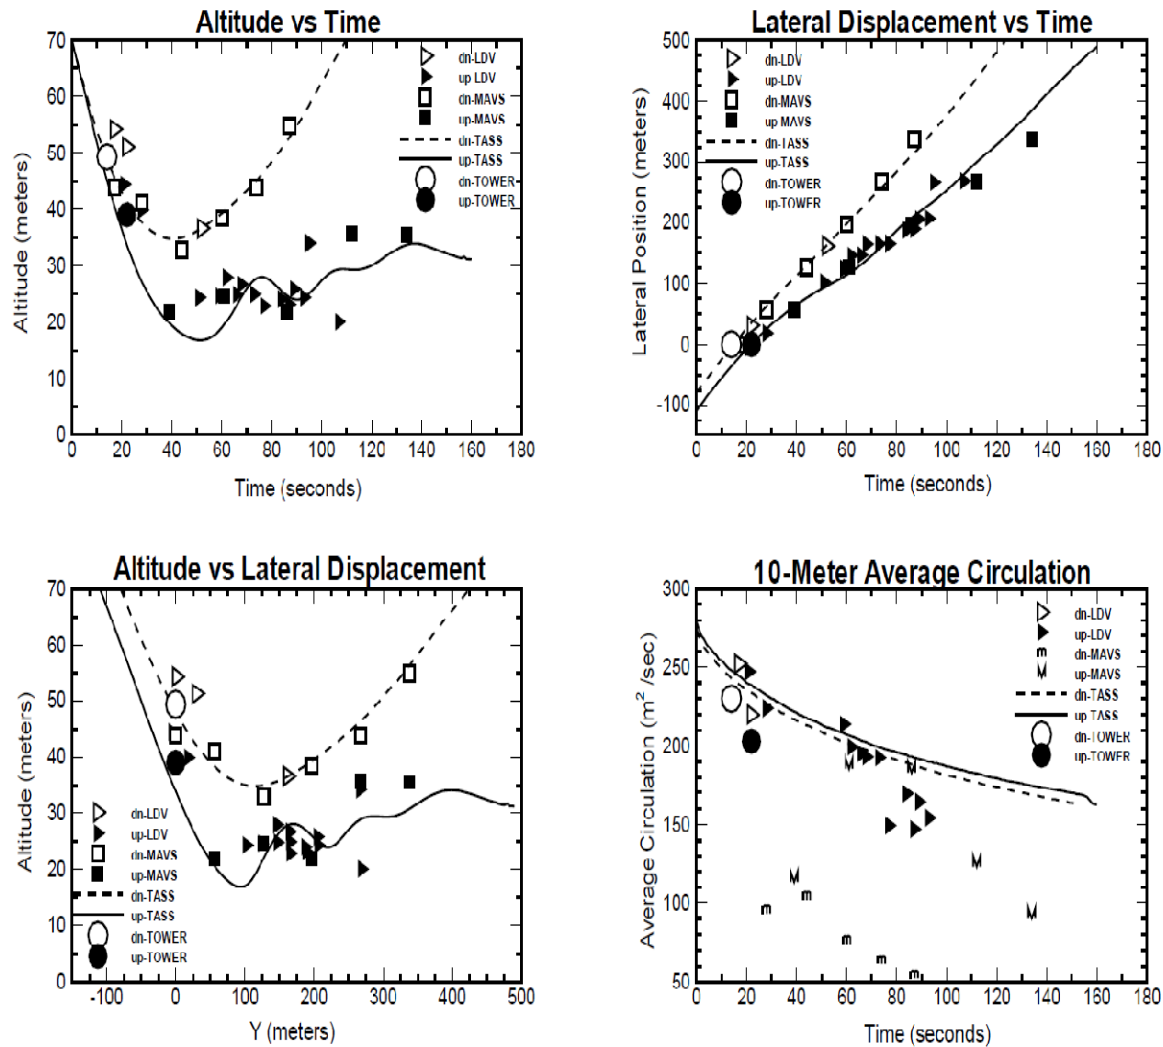 Altitude vs Time
70
60
50
40
30
20
10
0
Altitude (meters)
dn-LDV
up-LDV
dn-MAVS
up-MAVS
dn-TASS
up-TASS
dn-TOWER
up-TOWER
0 20 40 60 80 100 120 140 160 180
Time (seconds)
Lateral Displacement vs Time
500
400
300
200
100
0
-100
Lateral Position (meters)
dn-LDV
up-LDV
dn-MAVS
up MAVS
dn-TASS
up-TASS
dn-TOWER
up-TOWER
0 20 40 60 80 100 120 140 160 180
Time (seconds)
Altitude vs Lateral Displacement
70
60
50
40
30
20
10
0
Altitude (meters)
dn-LDV
up-LDV
dn-MAVS
up-MAVS
dn-TASS
up-TASS
dn-TOWER
up-TOWER
-100 0 100 200 300 400 500
Y (meters)
10-Meter Average Circulation
300
250
200
150
100
50
Average Circulation (m² /sec)
dn-LDV
up-LDV
dn-MAVS
up-MAVS
dn-TASS
up TASS
dn-TOWER
up-TOWER
0 20 40 60 80 100 120 140 160 180
Time (seconds)